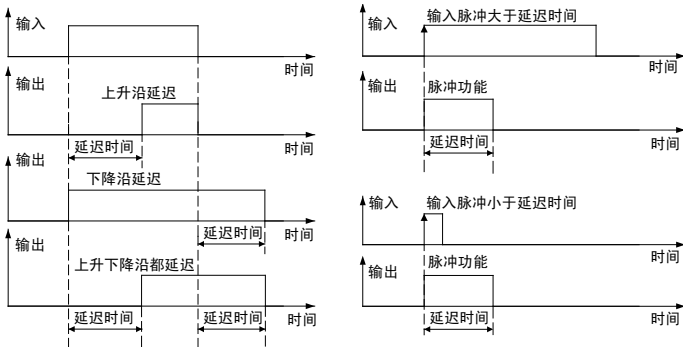 输入
时间
输出
上升沿延迟
延迟时间
时间
输出
下降沿延迟
延迟时间
时间
输出
上升下降沿都延迟
延迟时间
延迟时间
时间
输入
输入脉冲大于延迟时间
时间
输出
脉冲功能
延迟时间
时间
输入
输入脉冲小于延迟时间
时间
输出
脉冲功能
延迟时间
时间